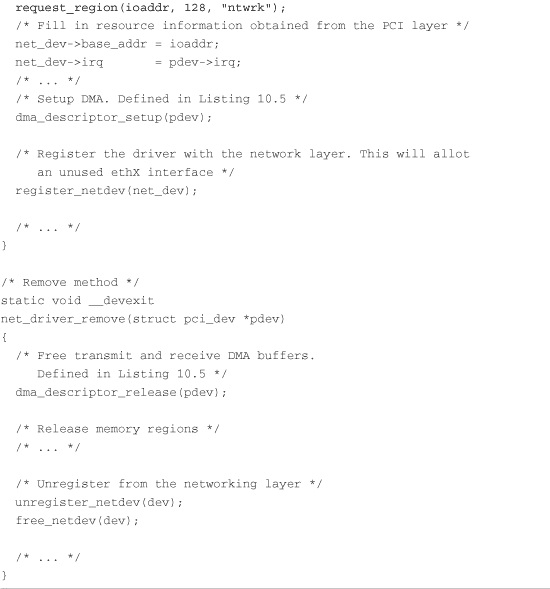 request_region(ioaddr, 128, "ntwrk");
/* Fill in resource information obtained from the PCI layer */
net_dev->base_addr = ioaddr;
net_dev->irq       = pdev->irq;
/* ... */
/* Setup DMA. Defined in Listing 10.5 */
dma_descriptor_setup(pdev);

/* Register the driver with the network layer. This will allot
   an unused ethX interface */
register_netdev(net_dev);

/* ... */
}

/* Remove method */
static void __devexit
net_driver_remove(struct pci_dev *pdev)
{
  /* Free transmit and receive DMA buffers.
     Defined in Listing 10.5 */
  dma_descriptor_release(pdev);

  /* Release memory regions */
  /* ... */

  /* Unregister from the networking layer */
  unregister_netdev(dev);
  free_netdev(dev);

  /* ... */
}